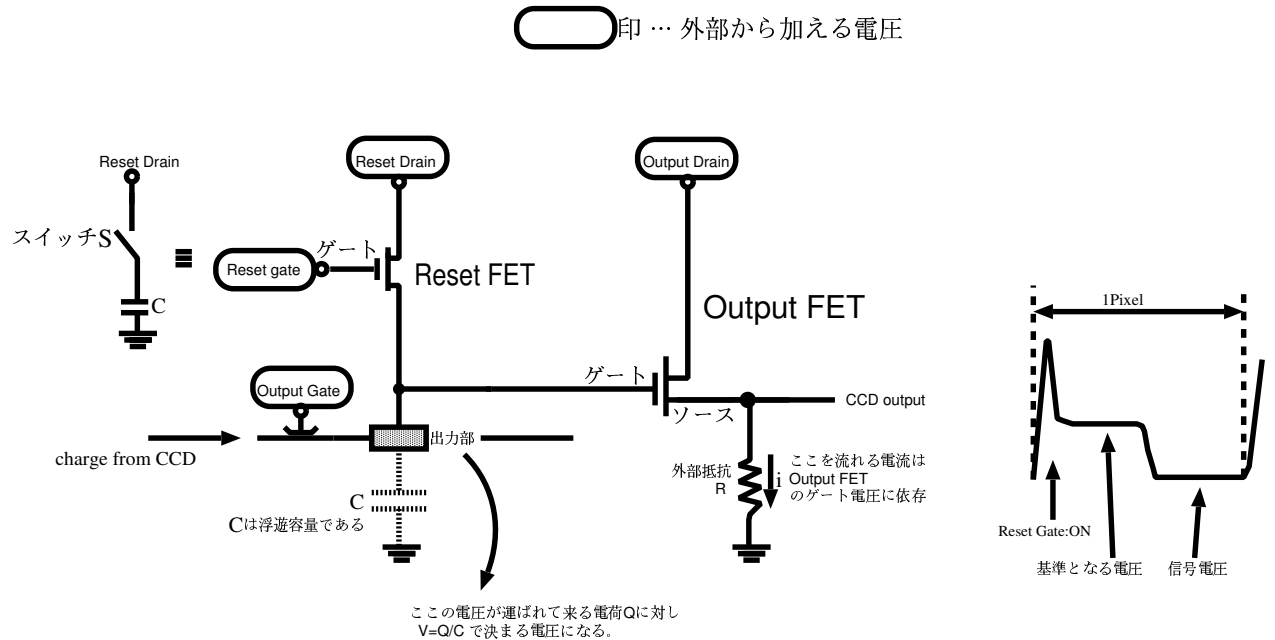 印 … 外部から加える電圧
Reset Drain
スイッチS
C
Reset Drain
Reset gate
ゲート
Reset FET
Output Drain
Output FET
ゲート
ソース
CCD output
Output Gate
charge from CCD
出力部
C
Cは浮遊容量である
外部抵抗
R
i
ここを流れる電流は
Output FET
のゲート電圧に依存
ここの電圧が運ばれて来る電荷Qに対し
V=Q/C で決まる電圧になる。
1Pixel
Reset Gate:ON
基準となる電圧
信号電圧